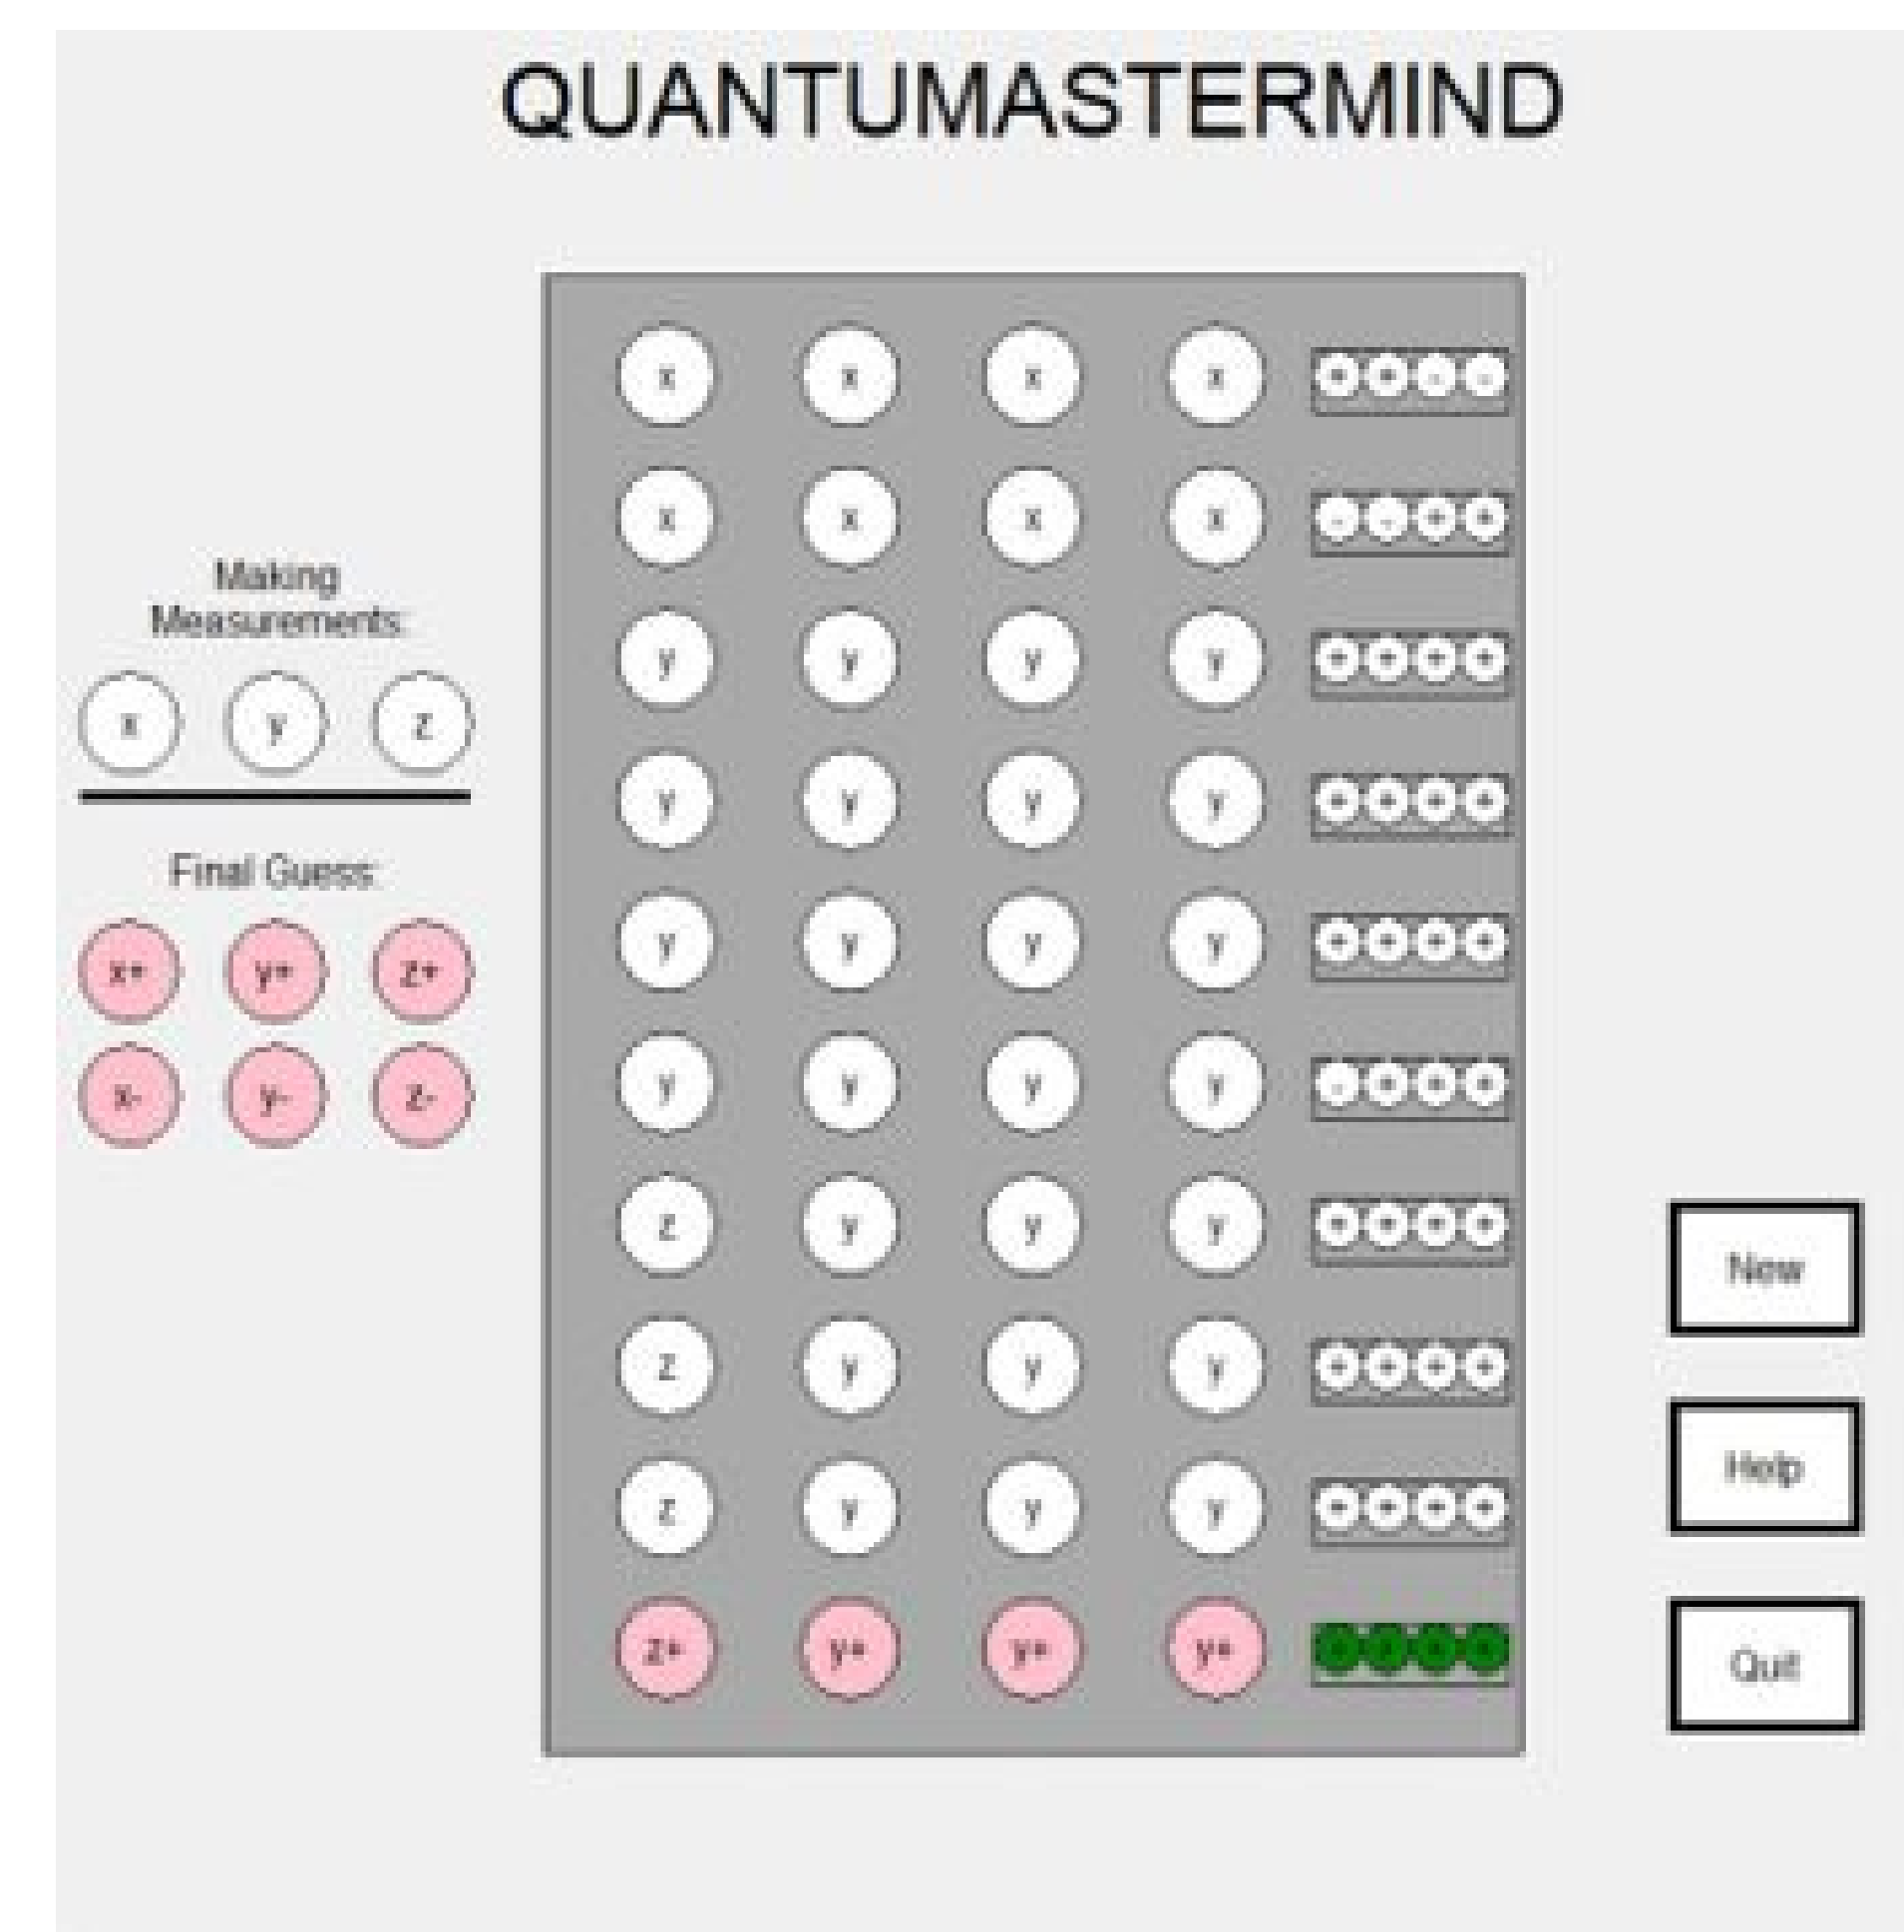 QUANTUMASTERMIND
x x x x + + - -
x x x x - - + +
y y y y + + + +
y y y y + + + +
y y y y + + + +
y y y y - + + +
z y y y + + + +
z y y y + + + +
z y y y + + + +
z+ y+ y+ y+
Making
Measurements:
x y z
Final Guess:
x+ y+ z+
x- y- z-
New
Help
Quit